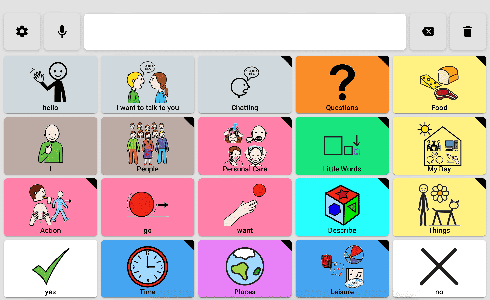 hello
I want to talk to you
Chatting
Questions
Food
I
People
Personal Care
Little Words
My Day
Action
go
want
Describe
Things
yes
Time
Places
Leisure
no